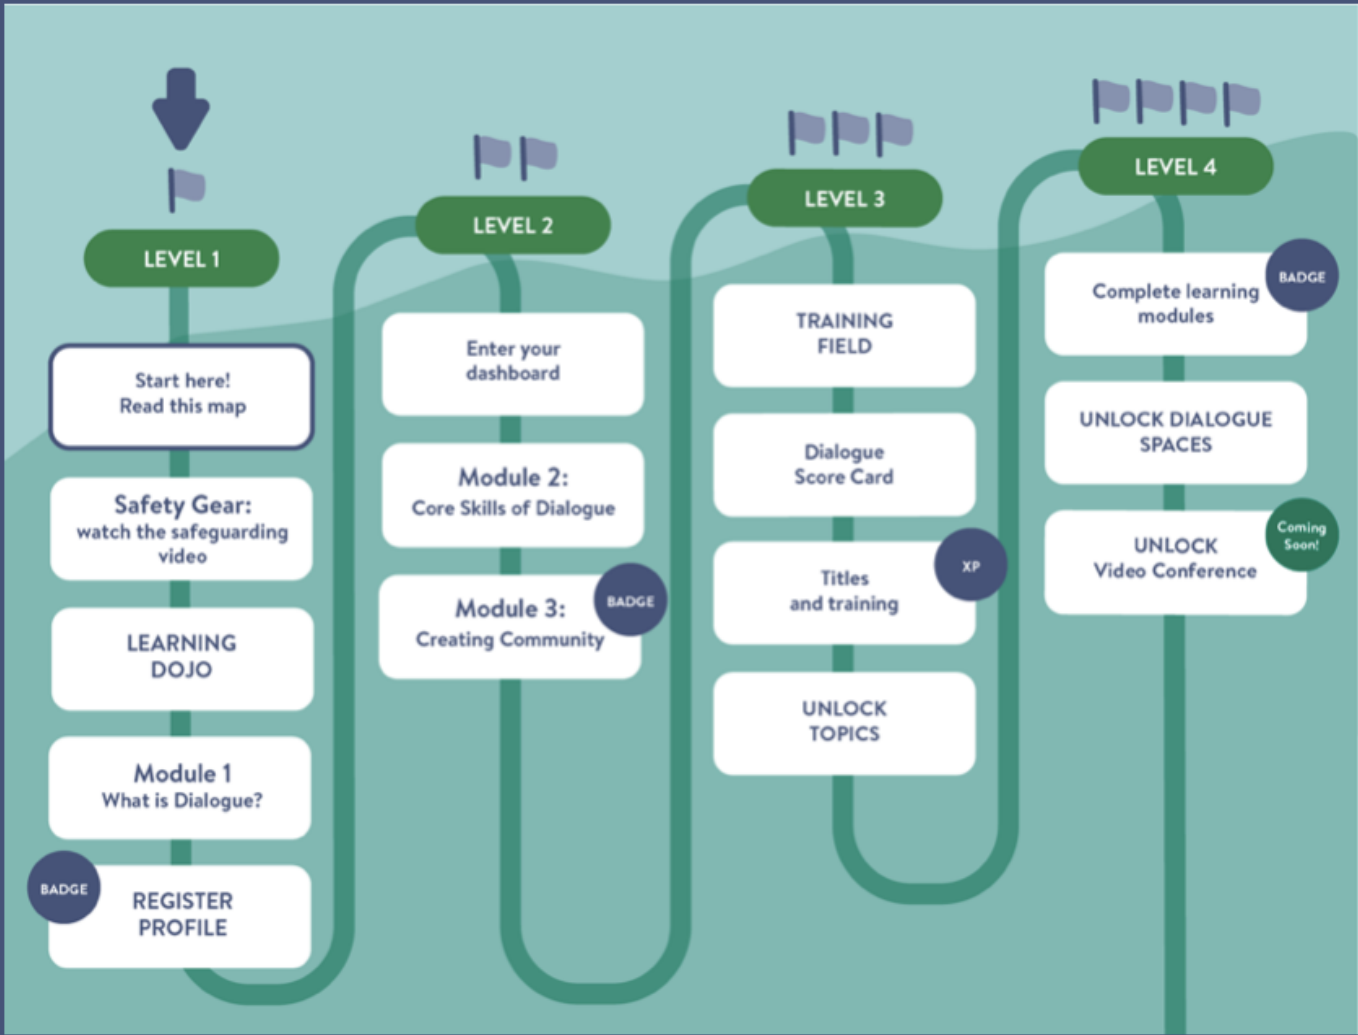 LEVEL 1
Start here!
Read this map
Safety Gear:
watch the safeguarding
video
LEARNING
DOJO
Module 1
What is Dialogue?
BADGE
REGISTER
PROFILE
LEVEL 2
Enter your
dashboard
Module 2:
Core Skills of Dialogue
Module 3:
Creating Community
BADGE
LEVEL 3
TRAINING
FIELD
Dialogue
Score Card
Titles
and training
XP
UNLOCK
TOPICS
LEVEL 4
Complete learning
modules
BADGE
UNLOCK DIALOGUE
SPACES
UNLOCK
Video Conference
Coming
Soon!